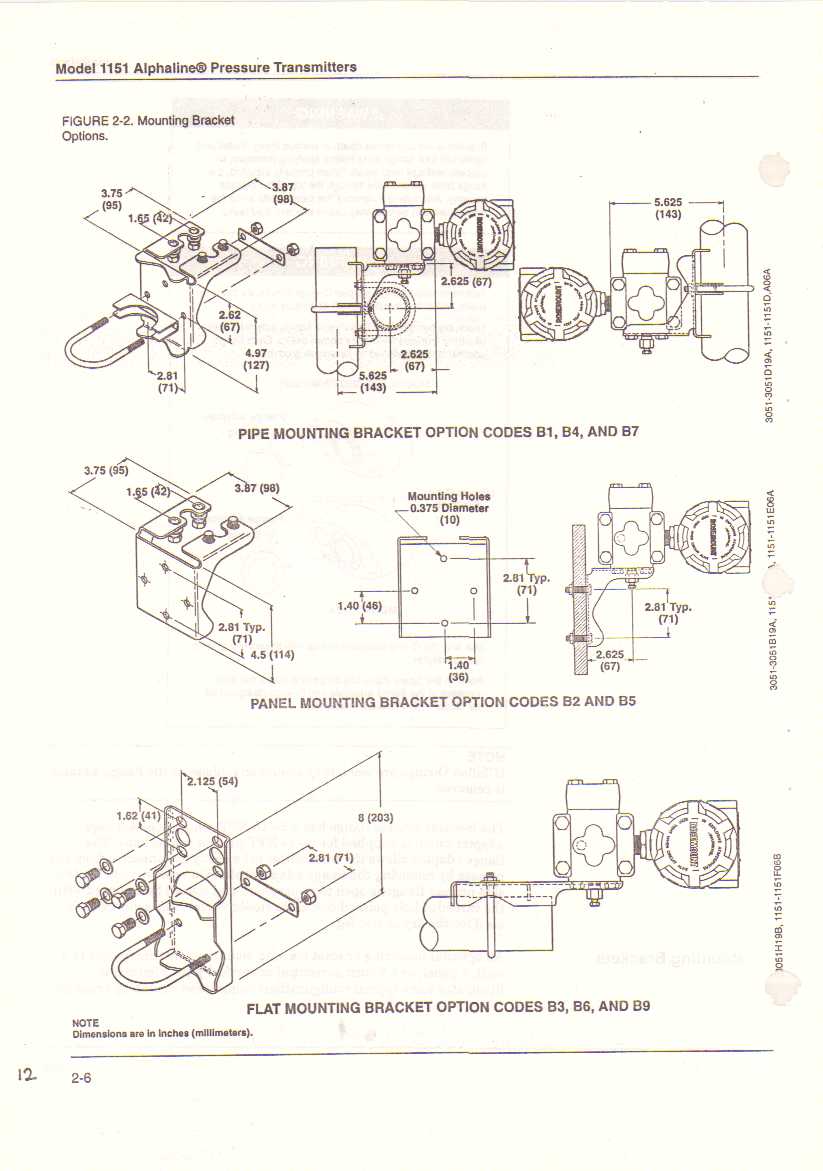 Model 1151 Alphaline® Pressure Transmitters
FIGURE 2-2. Mounting Bracket
Options.
3.75
(95)
1.65 (42)
3.87
(98)
2.62
(67)
4.97
(127)
2.81
(71)
2.625 (67)
ROSEMOUNT
2.625
(67)
5.625
(143)
5.625
(143)
ROSEMOUNT
3051-3051D19A, 1151-1151D,A06A
PIPE MOUNTING BRACKET OPTION CODES B1, B4, AND B7
3.75 (95)
1.65 (42)
3.87 (98)
2.81 Typ.
(71)
4.5 (114)
Mounting Holes
0.375 Diameter
(10)
2.81 Typ.
(71)
1.40 (46)
1.40
(36)
ROSEMOUNT
2.81 Typ.
(71)
2.625
(67)
3051-3051B19A, 1151-1151E06A
PANEL MOUNTING BRACKET OPTION CODES B2 AND B5
2.125 (54)
1.62 (41)
8 (203)
2.81 (71)
ROSEMOUNT
3051H19B, 1151-1151F06B
FLAT MOUNTING BRACKET OPTION CODES B3, B6, AND B9
NOTE
Dimensions are in inches (millimeters).
12
2-6